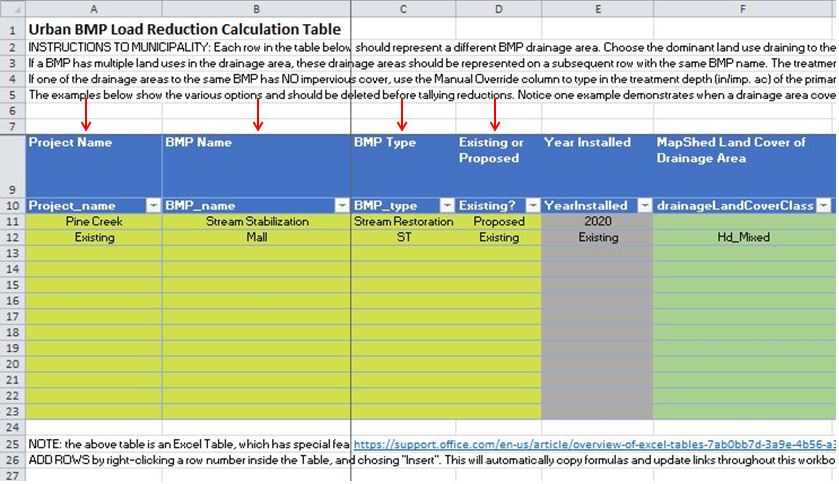 A B C D E F
1 Urban BMP Load Reduction Calculation Table
2 INSTRUCTIONS TO MUNICIPALITY: Each row in the table below should represent a different BMP drainage area. Choose the dominant land use draining to the
3 If a BMP has multiple land uses in the drainage area, these drainage areas should be represented on a subsequent row with the same BMP name. The treatmer
4 If one of the drainage areas to the same BMP has NO impervious cover, use the Manual Override column to type in the treatment depth (in/imp. ac) of the primar
5 The examples below show the various options and should be deleted before tallying reductions. Notice one example demonstrates when a drainage area cove
6
7
9 Project Name BMP Name BMP Type Existing or Proposed Year Installed MapShed Land Cover of Drainage Area
10 Project_name BMP_name BMP_type Existing? YearInstalled drainageLandCoverClass
11 Pine Creek Stream Stabilization Stream Restoration Proposed 2020
12 Existing Mall ST Existing Existing Hd_Mixed
13
14
15
16
17
18
19
20
21
22
23
24
25 NOTE: the above table is an Excel Table, which has special fea https://support.office.com/en-us/article/overview-of-excel-tables-7ab0bb7d-3a9e-4b56-a3
26 ADD ROWS by right-clicking a row number inside the Table, and chosing "Insert". This will automatically copy formulas and update links throughout this workbo
27